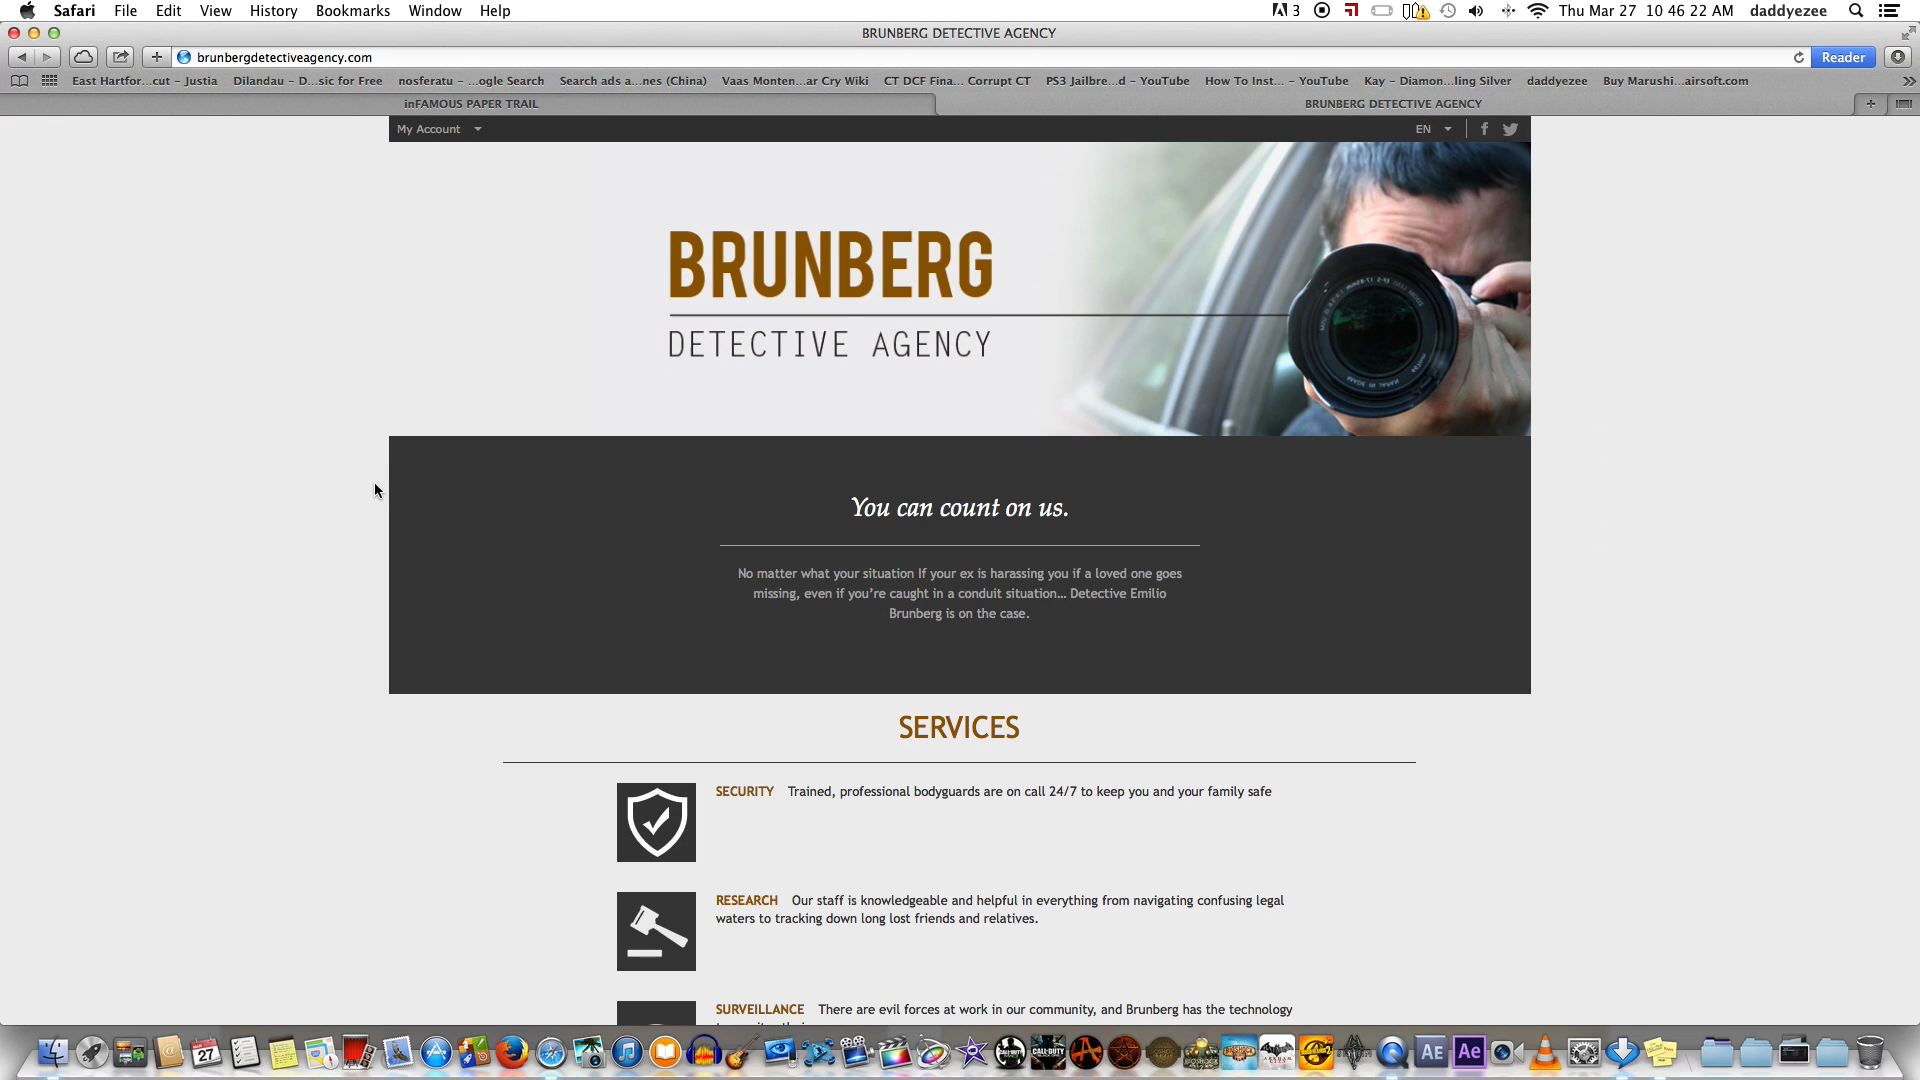 Safari File Edit View History Bookmarks Window Help 3 Thu Mar 27 10 46 22 AM daddyezee
BRUNBERG DETECTIVE AGENCY
brunbergdetectiveagency.com Reader
East Hartfor...cut – Justia Dilandau – D...sic for Free nosferatu – ...ogle Search Search ads a...nes (China) Vaas Monten...ar Cry Wiki CT DCF Fina... Corrupt CT PS3 Jailbre...d – YouTube How To Inst... – YouTube Kay – Diamon...ling Silver daddyezee Buy Marushi...airsoft.com
inFAMOUS PAPER TRAIL BRUNBERG DETECTIVE AGENCY
My Account EN
BRUNBERG
DETECTIVE AGENCY
You can count on us.
No matter what your situation If your ex is harassing you if a loved one goes
missing, even if you're caught in a conduit situation... Detective Emilio
Brunberg is on the case.
SERVICES
SECURITY Trained, professional bodyguards are on call 24/7 to keep you and your family safe
RESEARCH Our staff is knowledgeable and helpful in everything from navigating confusing legal
waters to tracking down long lost friends and relatives.
SURVEILLANCE There are evil forces at work in our community, and Brunberg has the technology
27
AE Ae